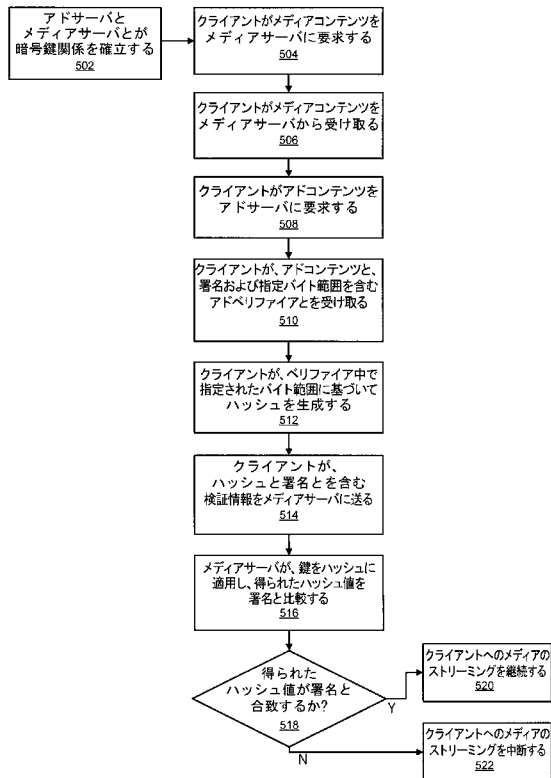 アドサーバと
メディアサーバとが
暗号鍵関係を確立する
502
クライアントがメディアコンテンツを
メディアサーバに要求する
504
クライアントがメディアコンテンツを
メディアサーバから受け取る
506
クライアントがアドコンテンツを
アドサーバに要求する
508
クライアントが、アドコンテンツと、
署名および指定バイト範囲を含む
アドベリファイアとを受け取る
510
クライアントが、ベリファイア中で
指定されたバイト範囲に基づいて
ハッシュを生成する
512
クライアントが、
ハッシュと署名とを含む
検証情報をメディアサーバに送る
514
メディアサーバが、鍵をハッシュに
適用し、得られたハッシュ値を
署名と比較する
516
得られた
ハッシュ値が署名と
合致するか?
518
Y
クライアントへのメディアの
ストリーミングを継続する
520
N
クライアントへのメディアの
ストリーミングを中断する
522